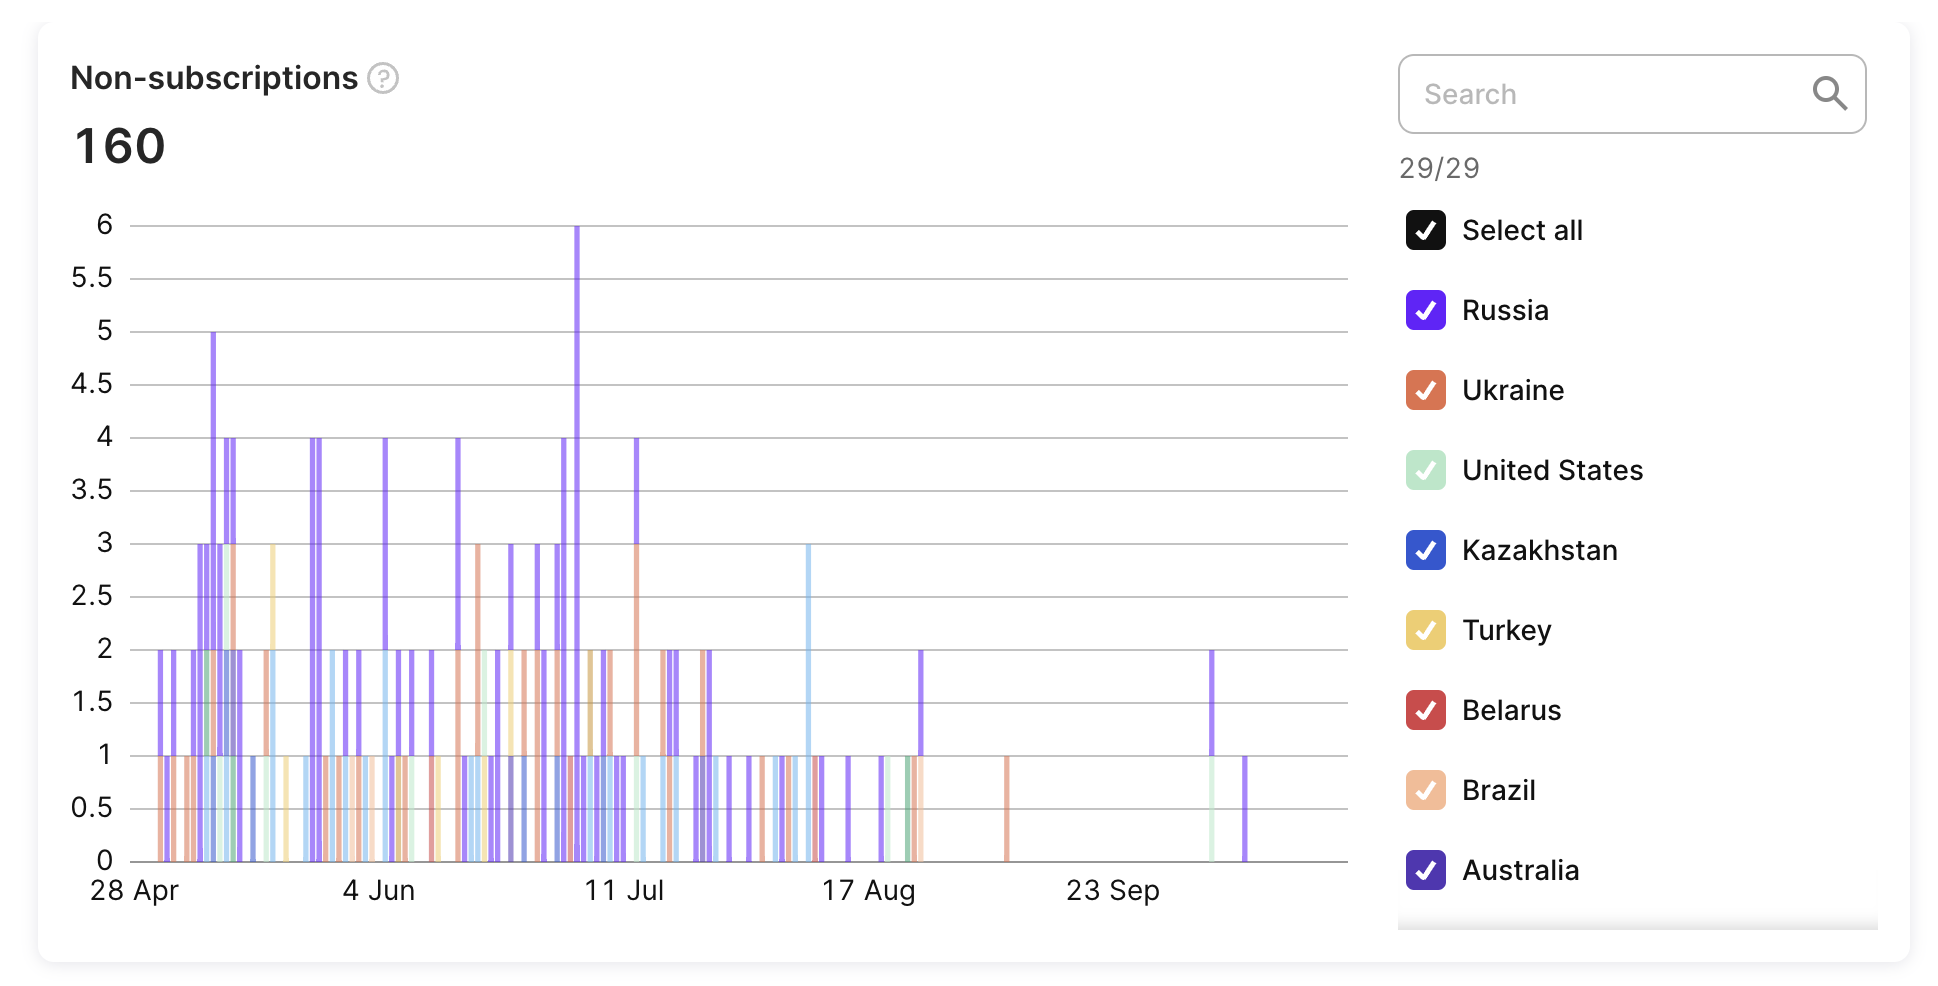 Non-subscriptions ?
160
6
5.5
5
4.5
4
3.5
3
2.5
2
1.5
1
0.5
0
28 Apr 4 Jun 11 Jul 17 Aug 23 Sep
Search
29/29
Select all
Russia
Ukraine
United States
Kazakhstan
Turkey
Belarus
Brazil
Australia